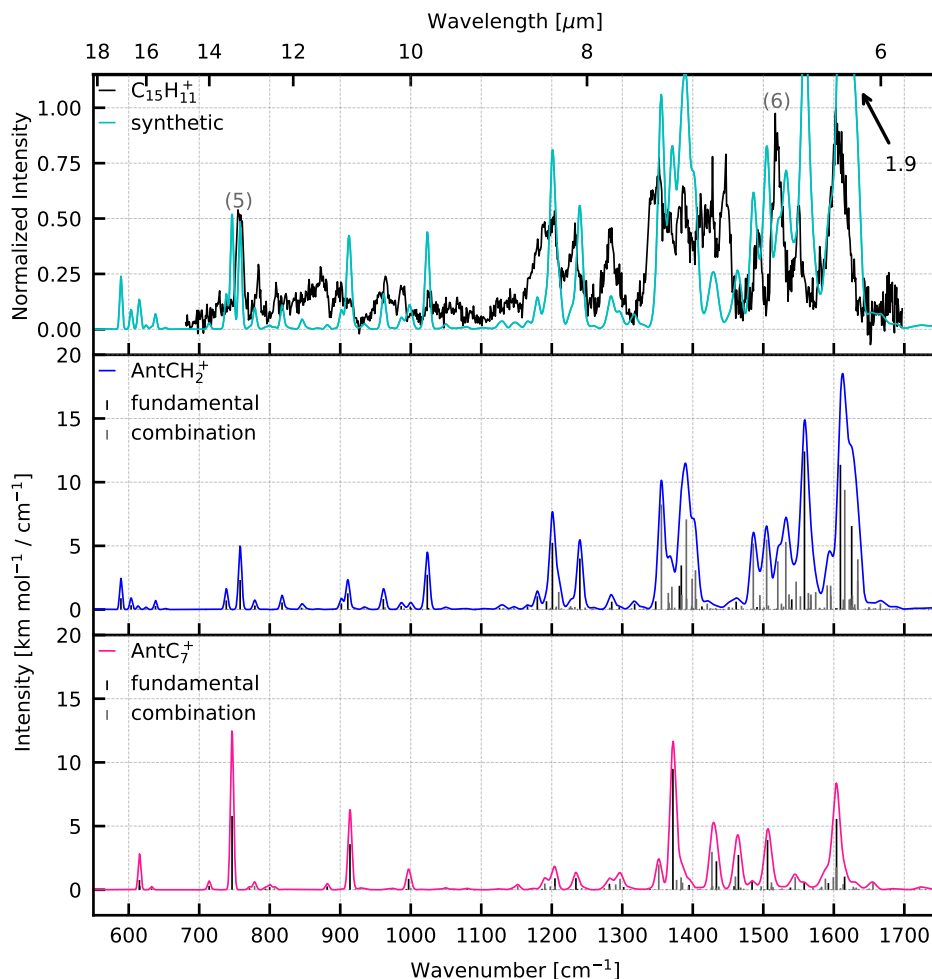 Wavelength [μm]
18 16 14 12 10 8 6
C₁₅H₁₁⁺
synthetic
(5)
(6)
1.9
1.00
0.75
0.50
0.25
0.00
Normalized Intensity
AntCH₂⁺
fundamental
combination
20
15
10
5
0
AntC₇⁺
fundamental
combination
20
15
10
5
0
Intensity [km mol⁻¹ / cm⁻¹]
600 700 800 900 1000 1100 1200 1300 1400 1500 1600 1700
Wavenumber [cm⁻¹]